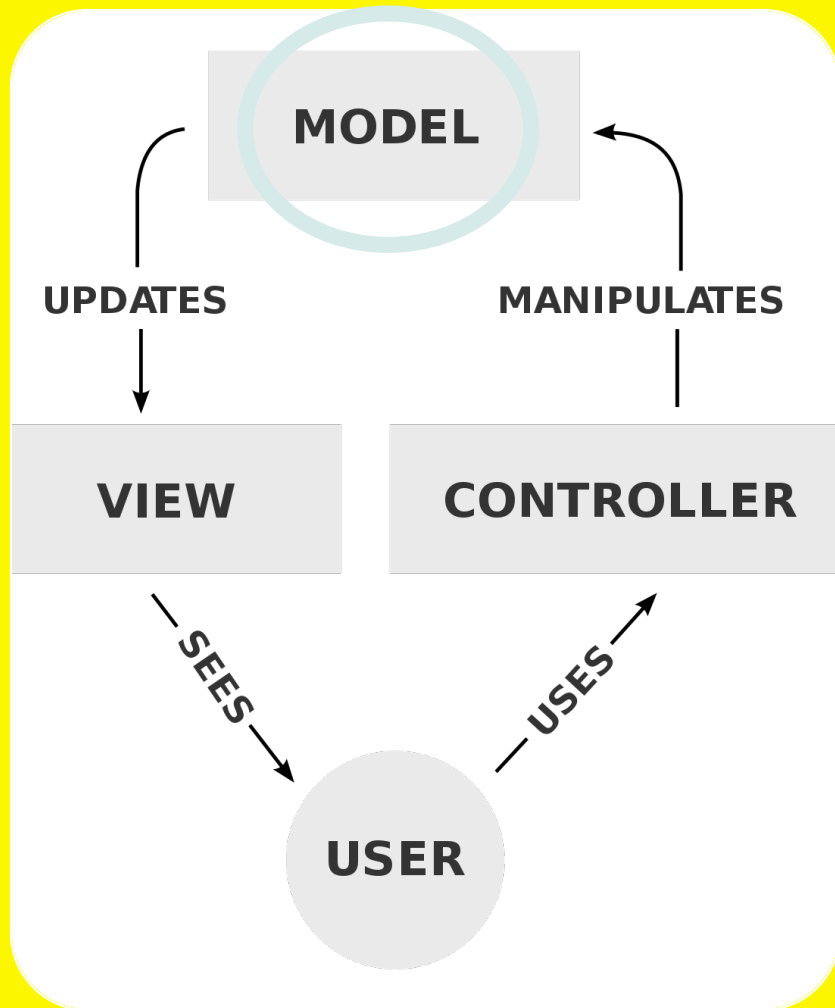 MODEL
UPDATES
MANIPULATES
VIEW
CONTROLLER
SEES
USES
USER